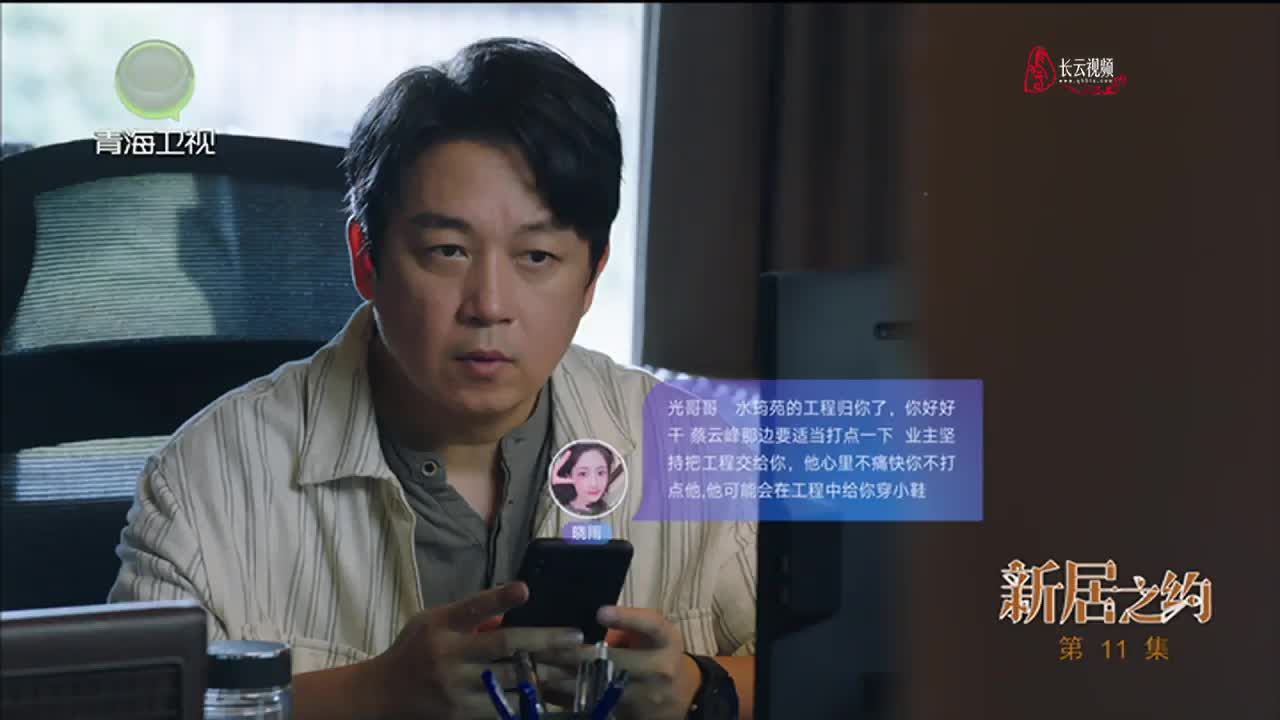 长云视频
青海卫视
光哥哥 水筠苑的工程归你了，你好好
干 蔡云峰那边要适当打点一下 业主坚
持把工程交给你，他心里不痛快你不打
点他,他可能会在工程中给你穿小鞋
晓雨
新居之约
第 11 集